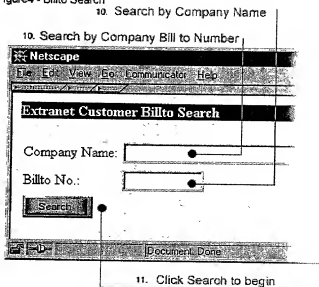 Figure4 - Billto Search
10. Search by Company Name
10. Search by Company Bill to Number
Netscape
File Edit View Go Communicator Help
Extranet Customer Billto Search
Company Name:
Billto No.:
Search
Document: Done
11. Click Search to begin